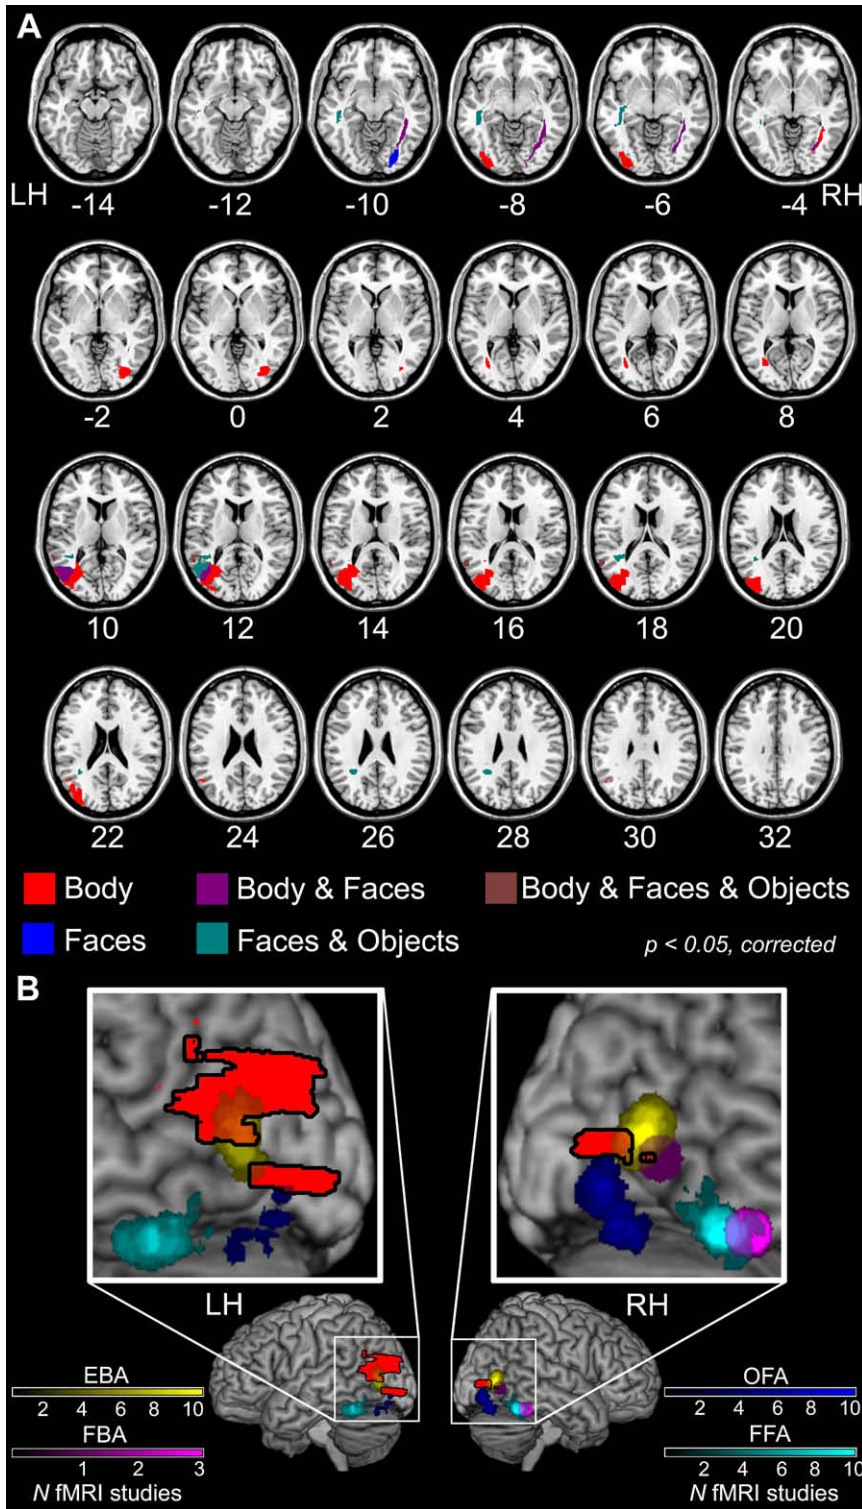 A
LH
RH
-14 -12 -10 -8 -6 -4
-2 0 2 4 6 8
10 12 14 16 18 20
22 24 26 28 30 32
Body
Body & Faces
Body & Faces & Objects
Faces
Faces & Objects
p < 0.05, corrected
B
LH
RH
EBA
2 4 6 8 10
FBA
1 2 3
N fMRI studies
OFA
2 4 6 8 10
FFA
2 4 6 8 10
N fMRI studies